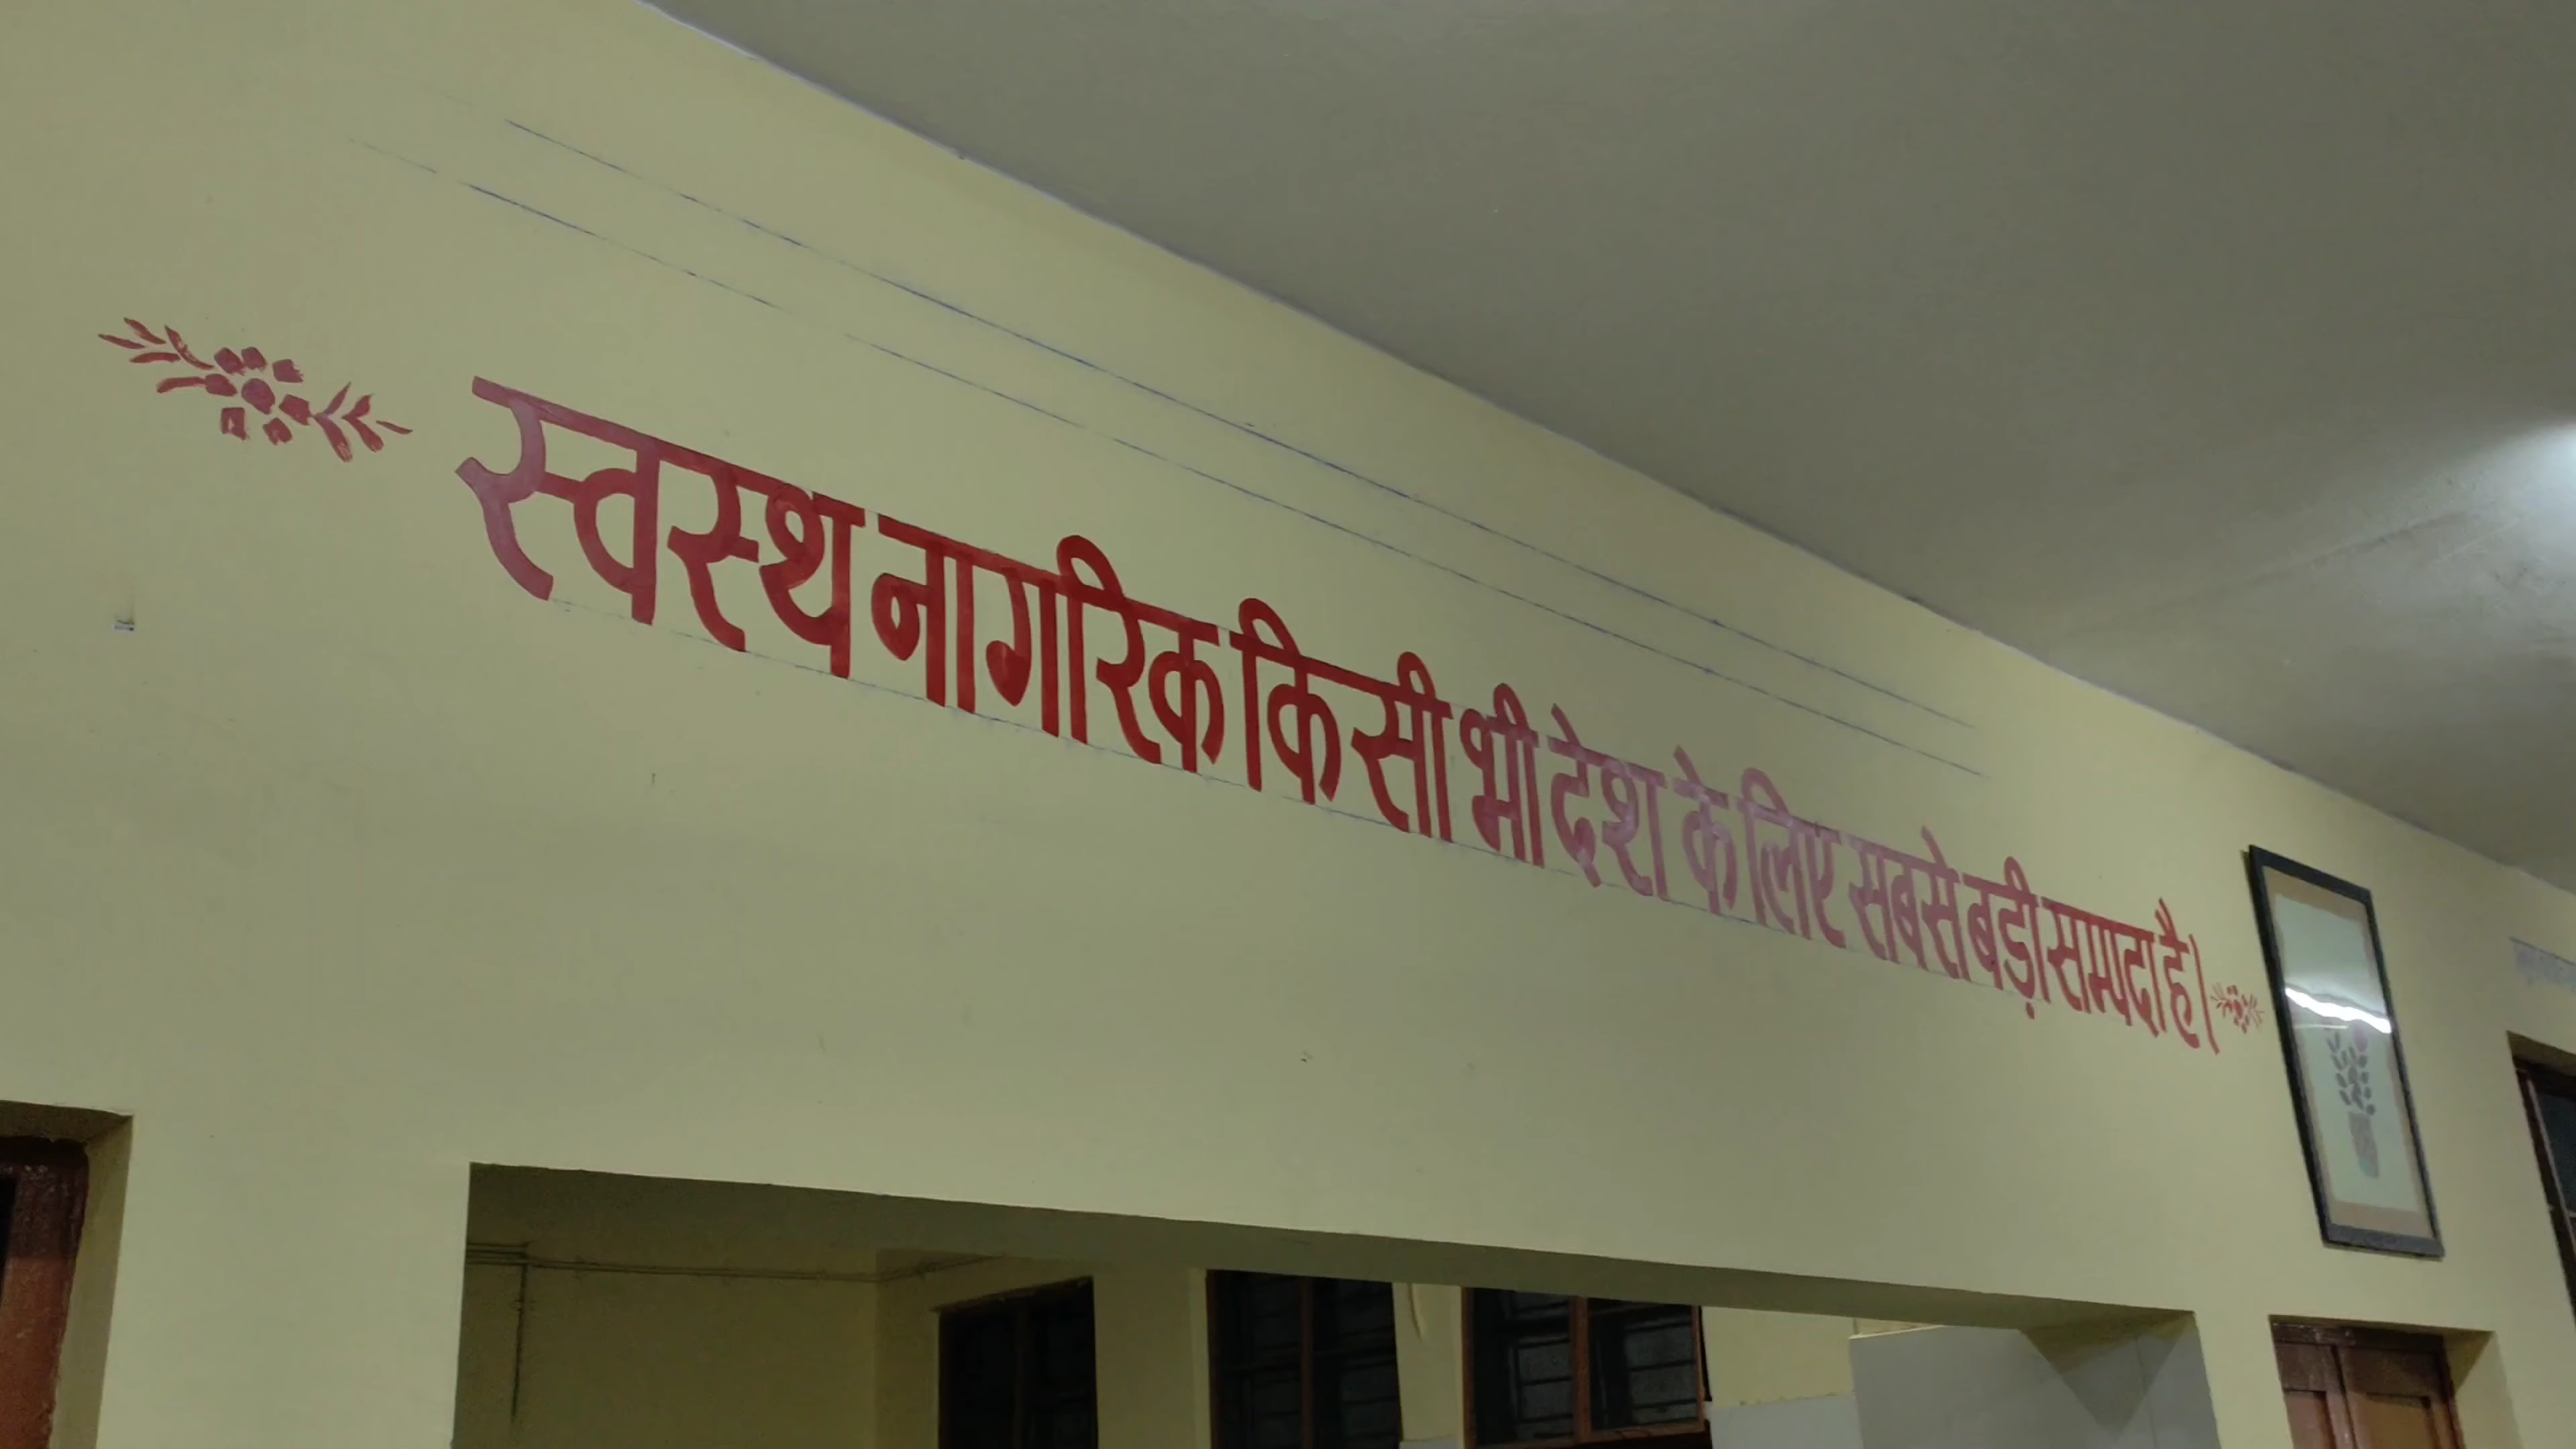 स्वस्थ नागरिक किसी भी देश के लिए सबसे बड़ी सम्पदा है।